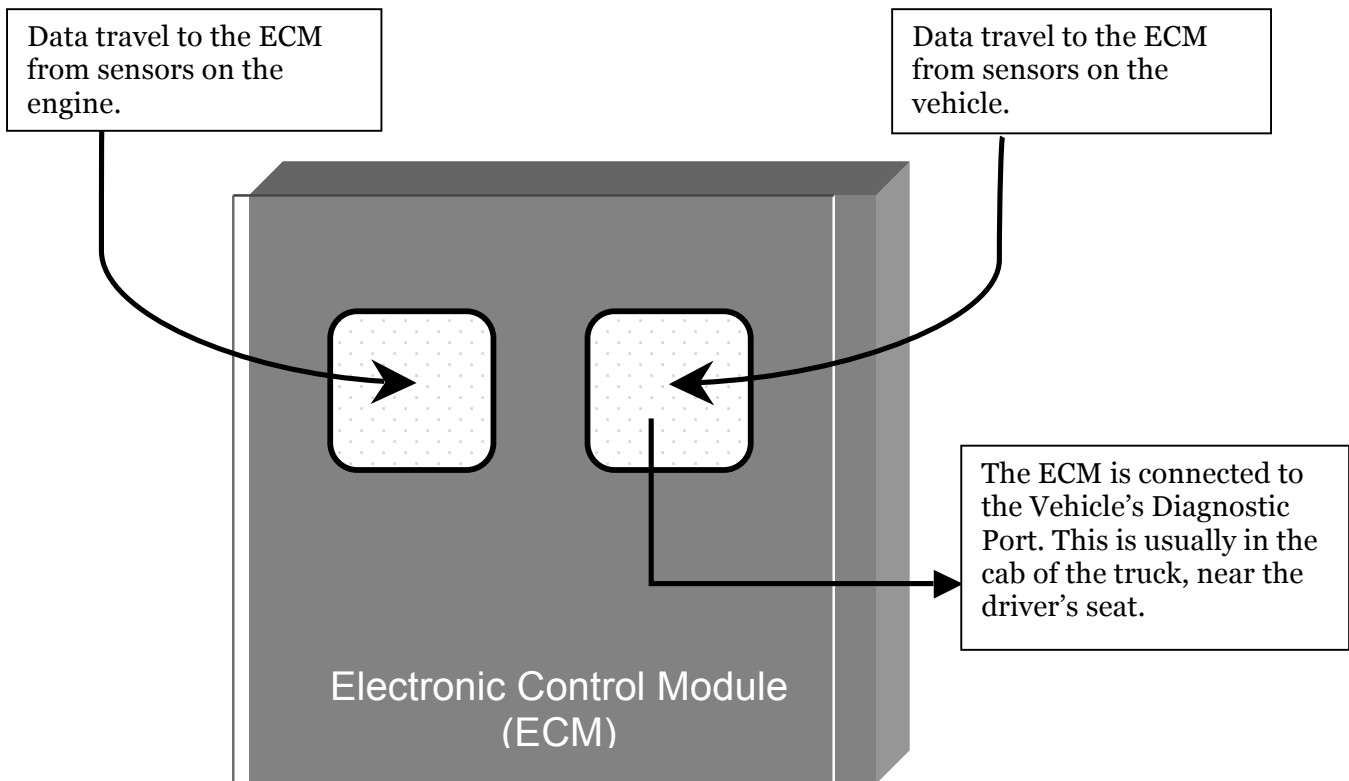 Data travel to the ECM
from sensors on the
engine.
Data travel to the ECM
from sensors on the
vehicle.
The ECM is connected to
the Vehicle’s Diagnostic
Port. This is usually in the
cab of the truck, near the
driver’s seat.
Electronic Control Module
(ECM)